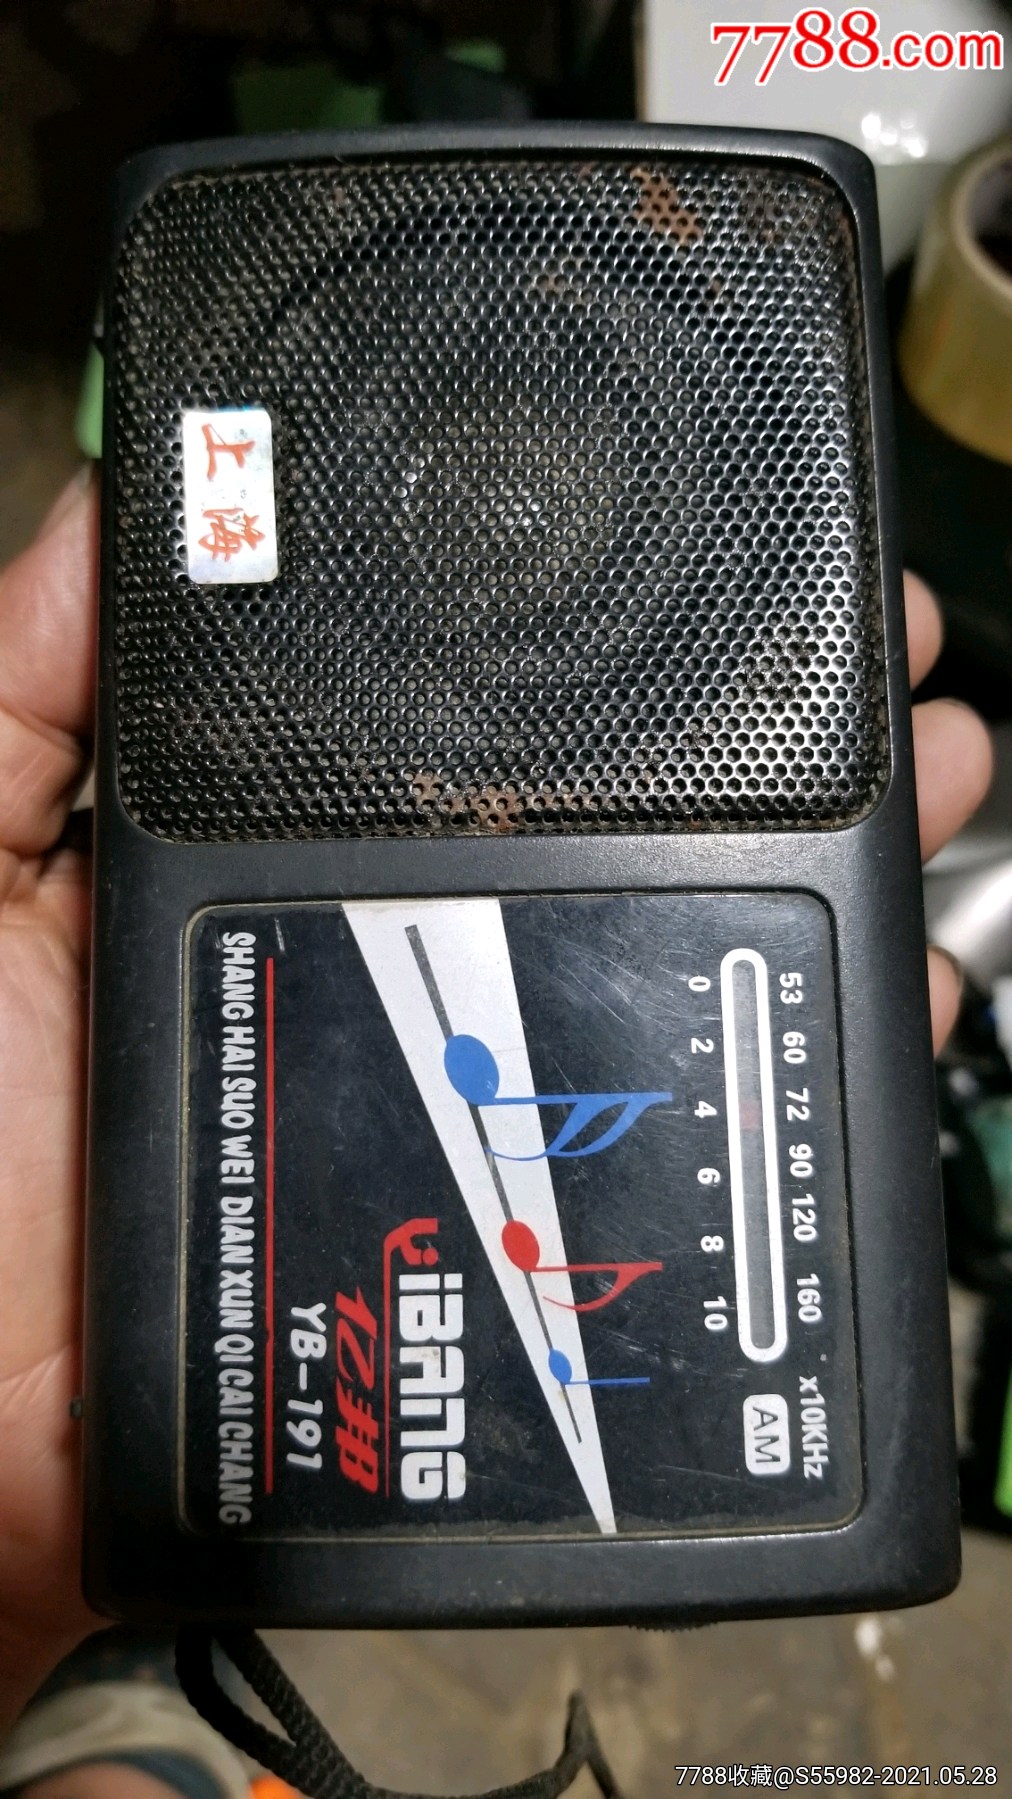 7788.com
上海
53 60 72 90 120 160 x10KHz
0 2 4 6 8 10 AM
YiBANG
亿邦
YB-191
SHANG HAI SUO WEI DIAN XUN QI CAI CHANG
7788收藏@S55982-2021.05.28